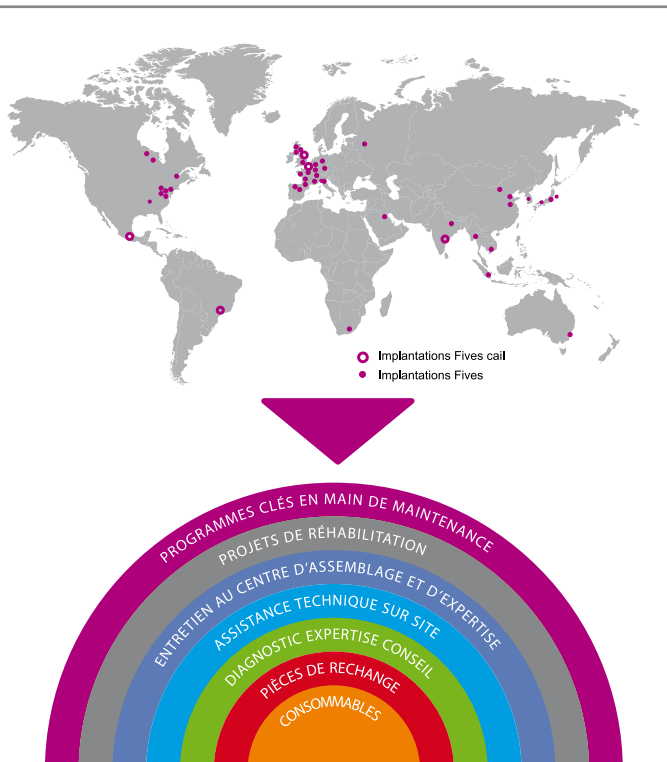 Implantations Fives cail
Implantations Fives
PROGRAMMES CLÉS EN MAIN DE MAINTENANCE
PROJETS DE RÉHABILITATION
ENTRETIEN AU CENTRE D'ASSEMBLAGE ET D'EXPERTISE
ASSISTANCE TECHNIQUE SUR SITE
DIAGNOSTIC EXPERTISE CONSEIL
PIÈCES DE RECHANGE
CONSOMMABLES